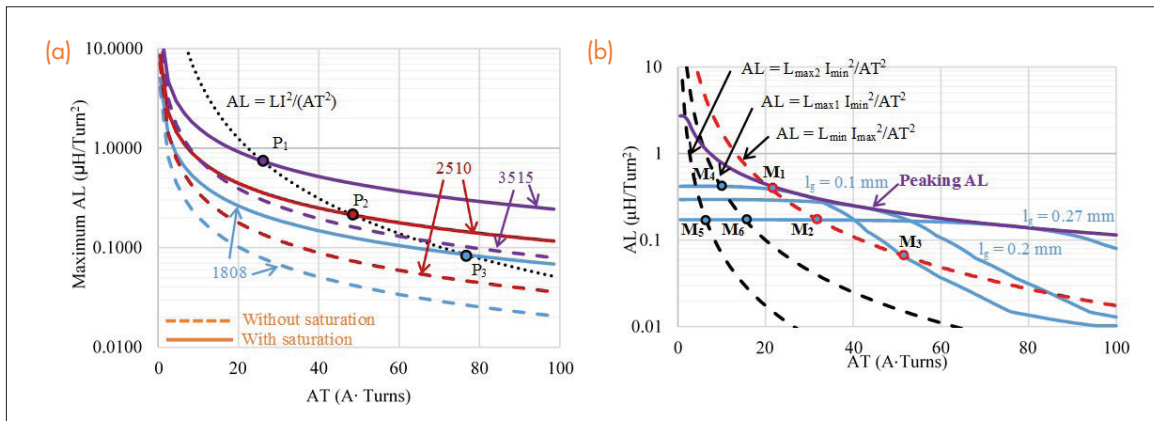 (a)
10.0000
1.0000
0.1000
0.0100
Maximum AL (µH/Turn²)
AL = LI²/(AT²)
P₁
P₂
P₃
2510
3515
1808
Without saturation
With saturation
0
20
40
60
80
100
AT (A· Turns)
(b)
10
1
0.1
0.01
AL (µH/Turn²)
AL = Lmax2 Imin²/AT²
AL = Lmax1 Imin²/AT²
AL = Lmin Imax²/AT²
M₄
M₁
lg = 0.1 mm
Peaking AL
M₅
M₆
M₂
M₃
lg = 0.27 mm
lg = 0.2 mm
0
20
40
60
80
100
AT (A· Turns)